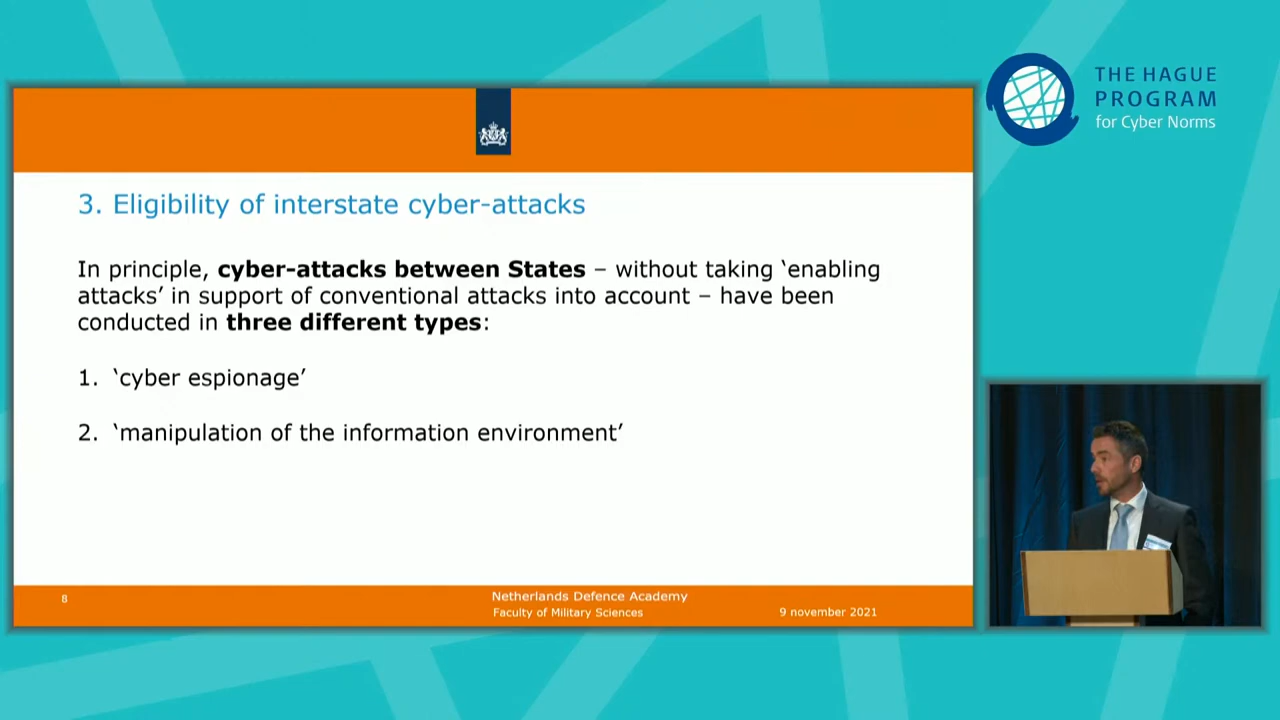 THE HAGUE
PROGRAM
for Cyber Norms
3. Eligibility of interstate cyber-attacks
In principle, cyber-attacks between States – without taking ‘enabling
attacks’ in support of conventional attacks into account – have been
conducted in three different types:
1. ‘cyber espionage’
2. ‘manipulation of the information environment’
8
Netherlands Defence Academy
Faculty of Military Sciences
9 november 2021